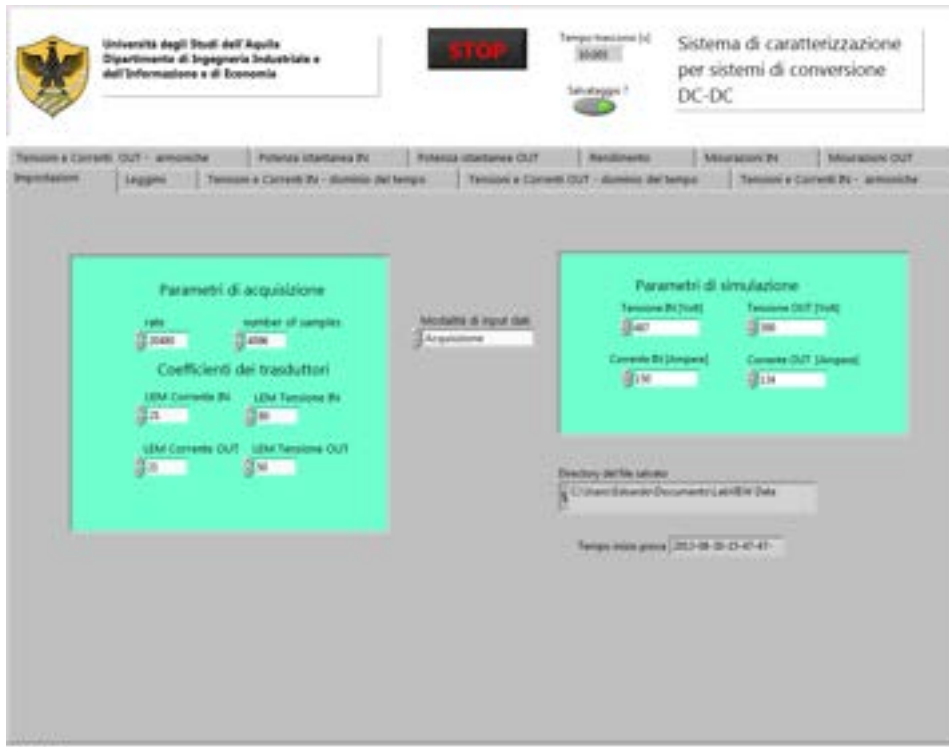 Università degli Studi dell'Aquila
Dipartimento di Ingegneria Industriale e
dell'Informazione e di Economia
STOP
Tempo trascorso [s]
Salvataggio ?
Sistema di caratterizzazione
per sistemi di conversione
DC-DC
Tensioni e Correnti OUT - armoniche
Potenza istantanea IN
Potenza istantanea OUT
Rendimento
Misurazioni IN
Misurazioni OUT
Impostazioni
Leggimi
Tensioni e Correnti IN - dominio del tempo
Tensioni e Correnti OUT - dominio del tempo
Tensioni e Correnti IN - armoniche
Parametri di acquisizione
rate
number of samples
20480
4096
Coefficienti dei trasduttori
LEM Corrente IN
LEM Tensione IN
21
LEM Corrente OUT
LEM Tensione OUT
21
50
Modalità di input dati
Acquisizione
Parametri di simulazione
Tensione IN [Volt]
Tensione OUT [Volt]
Corrente IN [Ampere]
Corrente OUT [Ampere]
Directory del file salvato
Tempo inizio prova